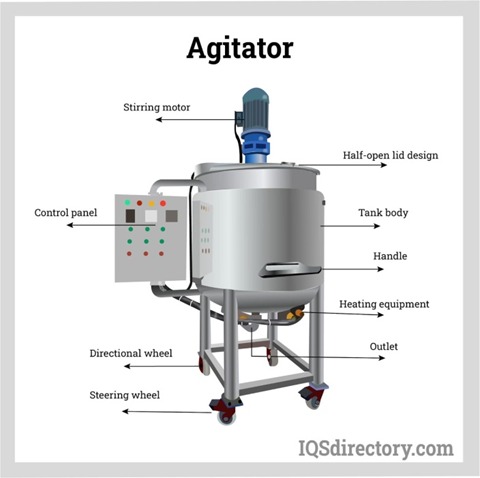 Agitator
Stirring motor
Half-open lid design
Control panel
Tank body
Handle
Heating equipment
Directional wheel
Outlet
Steering wheel
IQSdirectory.com